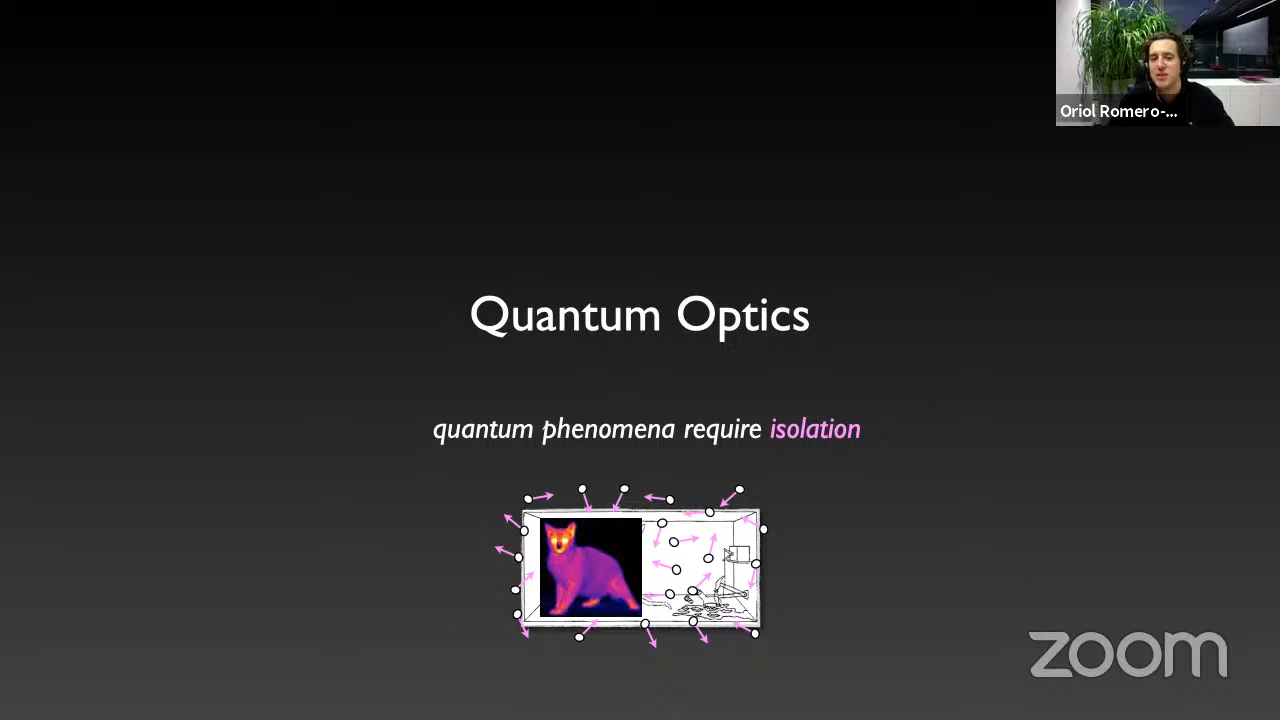 Oriol Romero-...
Quantum Optics
quantum phenomena require isolation
zoom